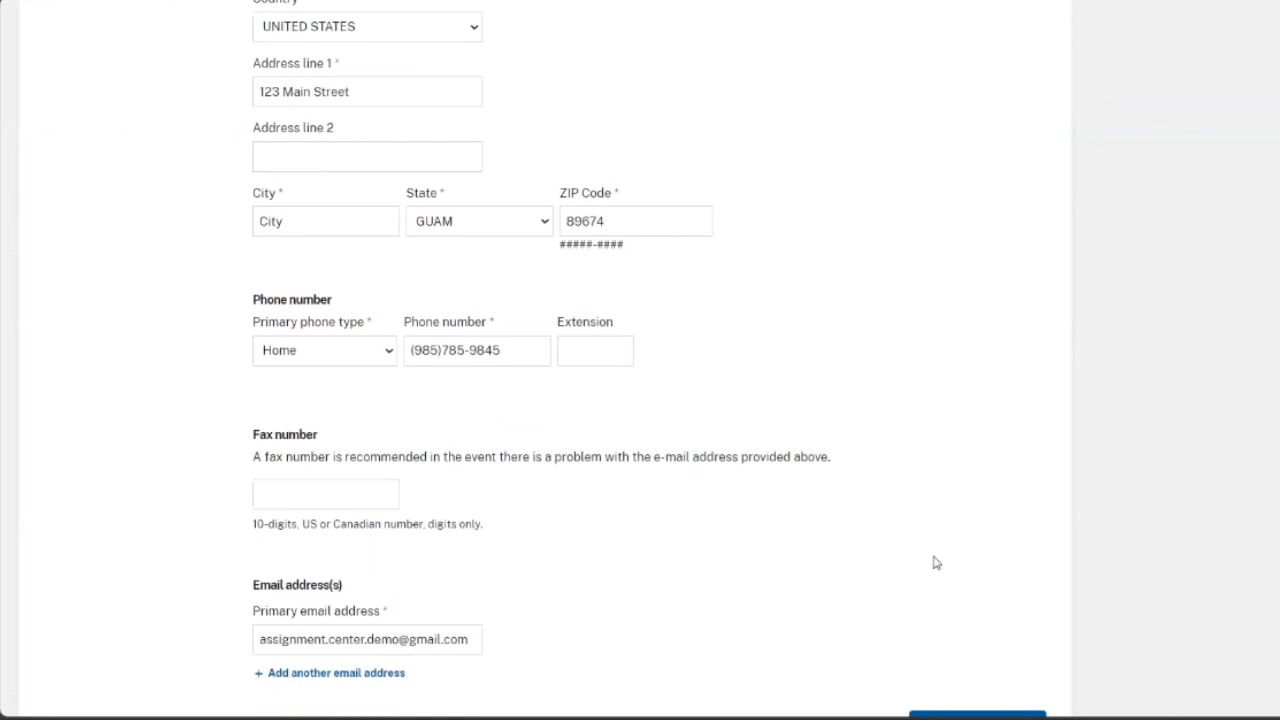 Country
UNITED STATES
Address line 1 *
123 Main Street
Address line 2
City * State * ZIP Code *
City GUAM 89674
#####-####
Phone number
Primary phone type * Phone number * Extension
Home (985)785-9845
Fax number
A fax number is recommended in the event there is a problem with the e-mail address provided above.
10-digits, US or Canadian number, digits only.
Email address(s)
Primary email address *
assignment.center.demo@gmail.com
+ Add another email address